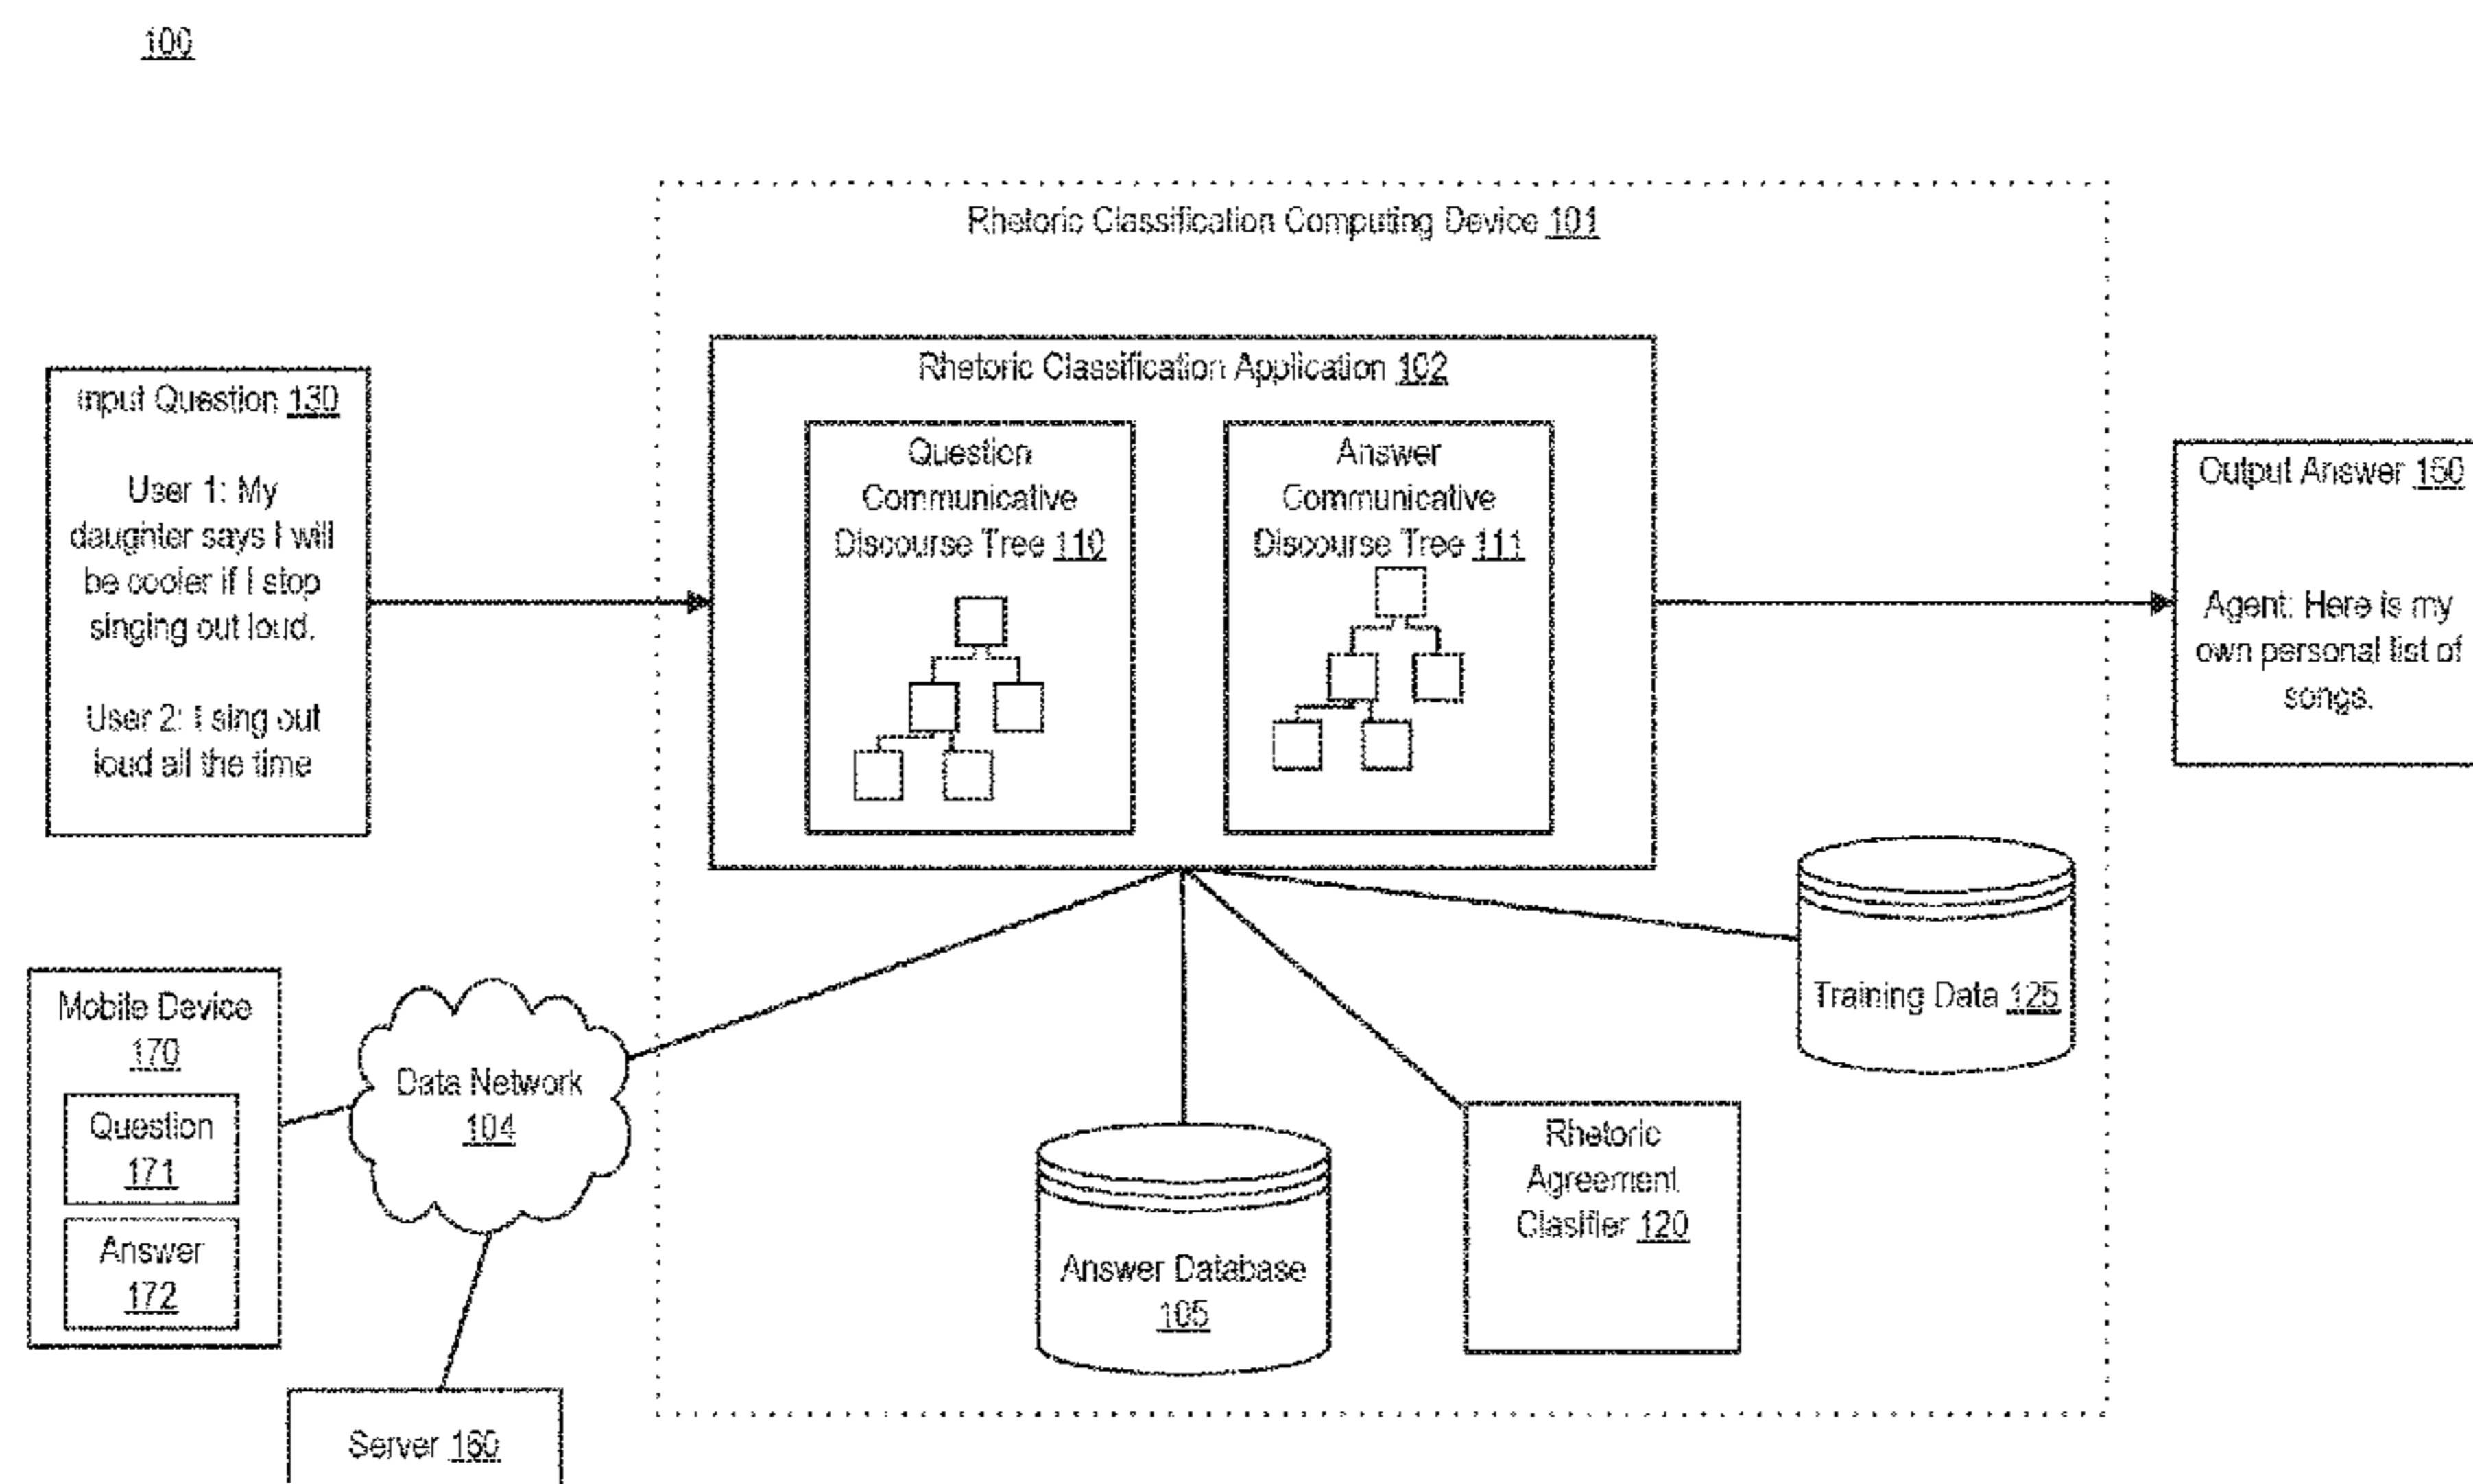 100
Rhetoric Classification Computing Device 101
Rhetoric Classification Application 102
Input Question 130
User 1: My
daughter says I will
be cooler if I stop
singing out loud.
User 2: I sing out
loud all the time
Question
Communicative
Discourse Tree 110
Answer
Communicative
Discourse Tree 111
Output Answer 150
Agent: Here is my
own personal list of
songs.
Mobile Device
170
Question
171
Answer
172
Data Network
104
Server 160
Answer Database
105
Rhetoric
Agreement
Clasifier 120
Training Data 125